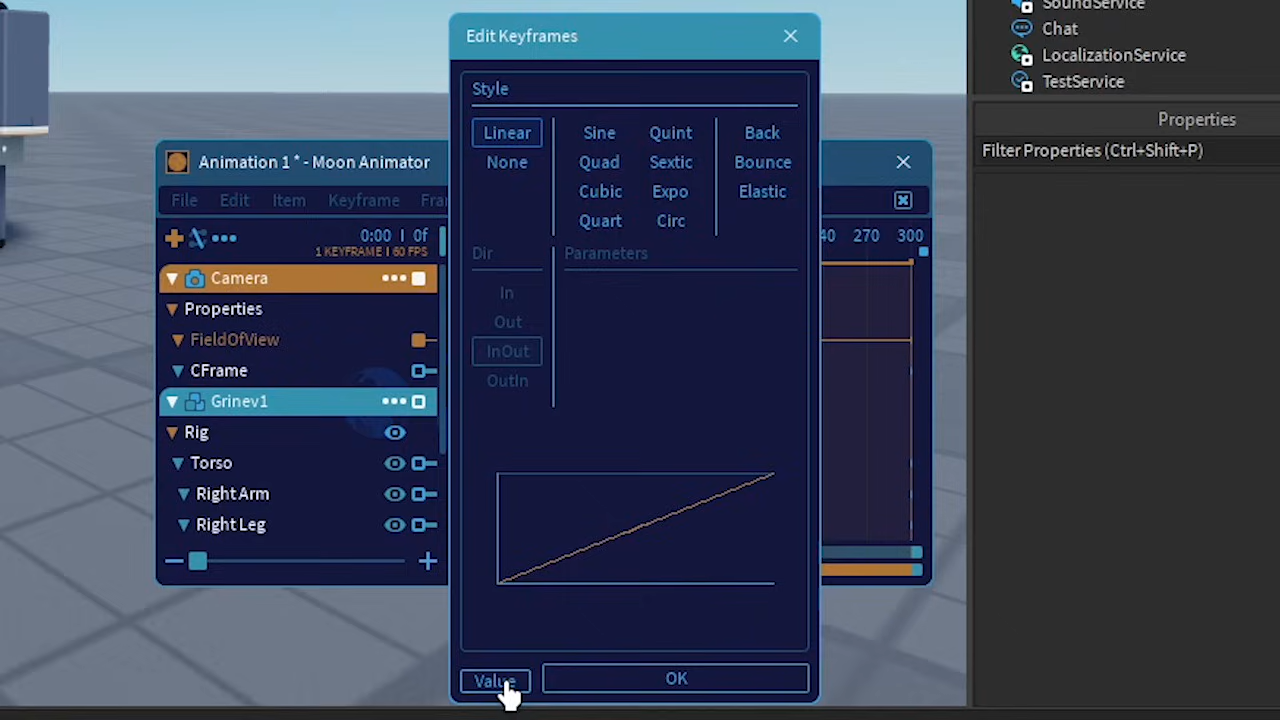 SoundService
Chat
LocalizationService
TestService
Properties
Filter Properties (Ctrl+Shift+P)
Animation 1 * - Moon Animator
File Edit Item Keyframe
0:00 | 0f
1 KEYFRAME | 60 FPS
Camera
Properties
FieldOfView
CFrame
Grinev1
Rig
Torso
Right Arm
Right Leg
270 300
Edit Keyframes
Style
Linear Sine Quint Back
None Quad Sextic Bounce
Cubic Expo Elastic
Quart Circ
Dir Parameters
In
Out
InOut
OutIn
Value OK